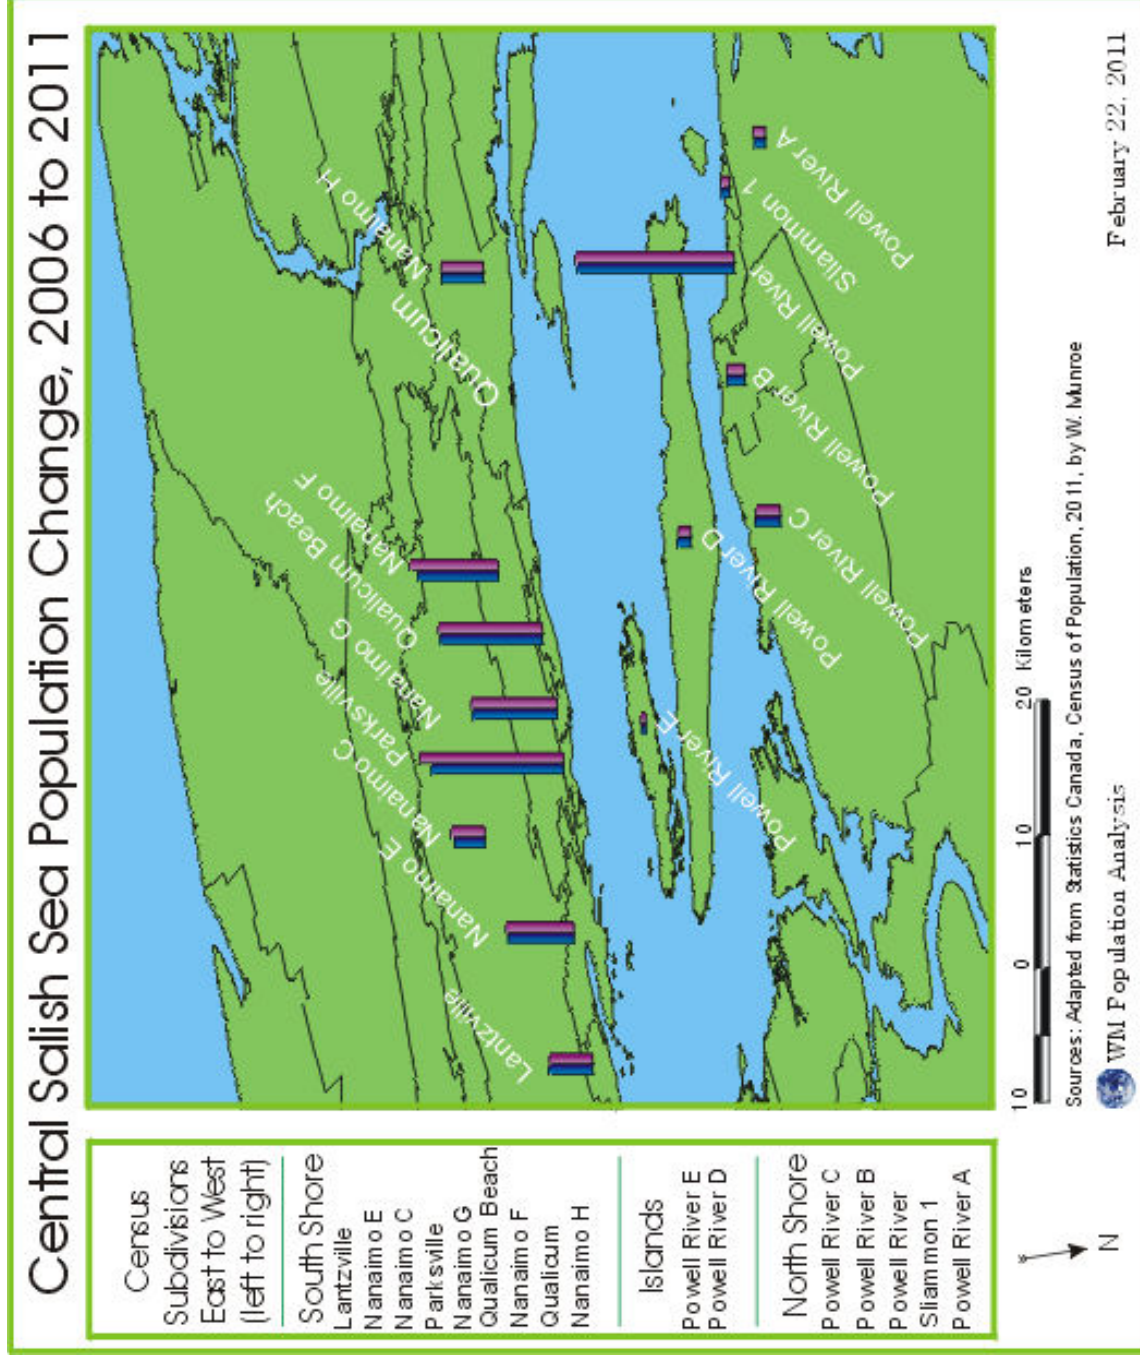 Central Salish Sea Population Change, 2006 to 2011
Census
Subdivisions
East to West
(left to right)
South Shore
Lantzville
Nanaimo E
Nanaimo C
Parksville
Nanaimo G
Qualicum Beach
Nanaimo F
Qualicum
Nanaimo H
Islands
Powell River E
Powell River D
North Shore
Powell River C
Powell River B
Powell River
Sliammon 1
Powell River A
N
Lantzville
Nanaimo E
Nanaimo C
Parksville
Nanaimo G
Qualicum Beach
Nanaimo F
Qualicum
Nanaimo H
Powell River E
Powell River D
Powell River C
Powell River B
Powell River
Sliammon 1
Powell River A
10 0 10 20 Kilometers
Sources: Adapted from Statistics Canada, Census of Population, 2011, by W. Munroe
WM Population Analysis
February 22, 2011